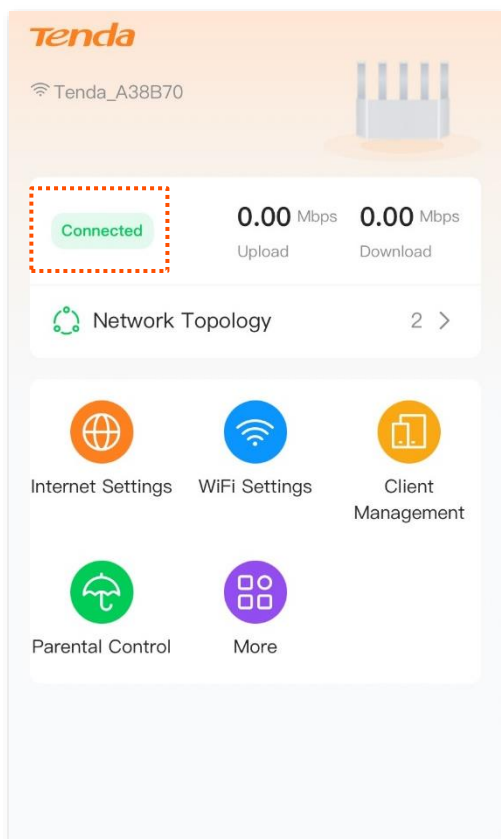 Tenda
Tenda_A38B70
Connected
0.00 Mbps
Upload
0.00 Mbps
Download
Network Topology 2
Internet Settings
WiFi Settings
Client
Management
Parental Control
More